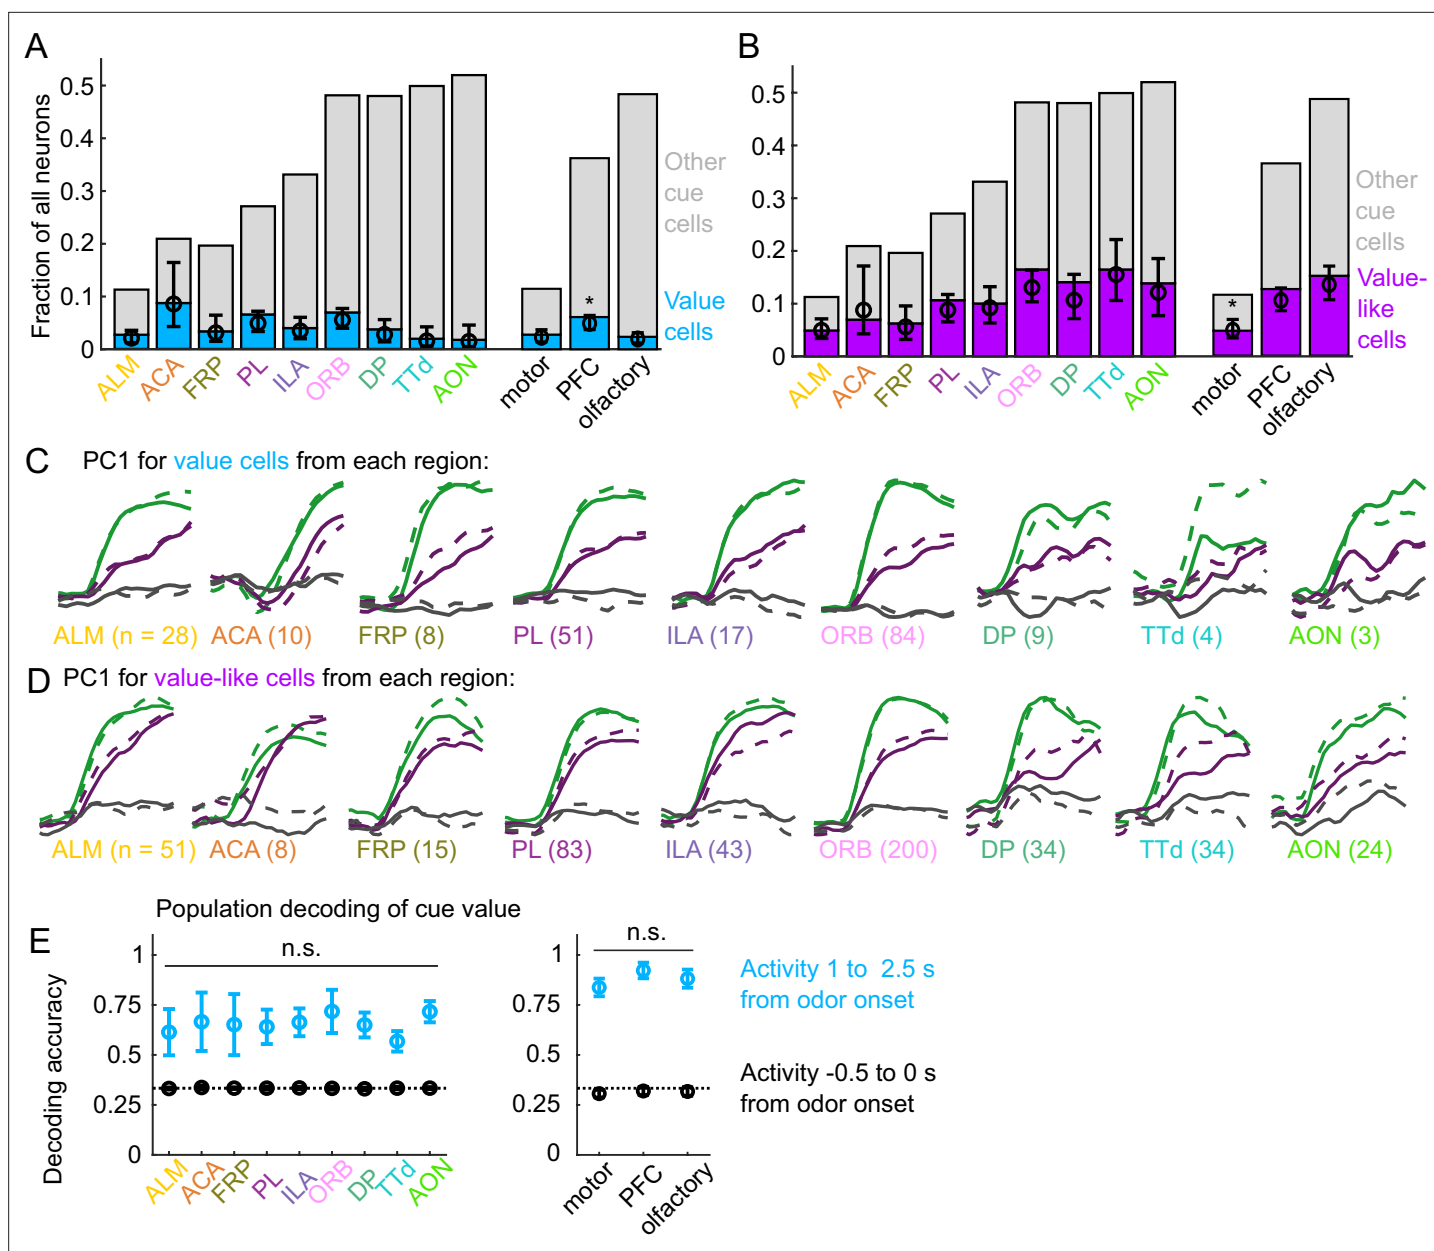 A
B
Fraction of all neurons
0.5
0.4
0.3
0.2
0.1
0
Other
cue
cells
Value
cells
ALM
ACA
FRP
PL
ILA
ORB
DP
TTd
AON
motor
PFC
*
olfactory
0.5
0.4
0.3
0.2
0.1
0
Other
cue
cells
Value-
like
cells
ALM
ACA
FRP
PL
ILA
ORB
DP
TTd
AON
*
motor
PFC
olfactory
C PC1 for value cells from each region:
ALM (n = 28) ACA (10) FRP (8) PL (51) ILA (17) ORB (84) DP (9) TTd (4) AON (3)
D PC1 for value-like cells from each region:
ALM (n = 51) ACA (8) FRP (15) PL (83) ILA (43) ORB (200) DP (34) TTd (34) AON (24)
E
Population decoding of cue value
Decoding accuracy
1
0.75
0.5
0.25
0
n.s.
ALM
ACA
FRP
PL
ILA
ORB
DP
TTd
AON
1
0.75
0.5
0.25
0
n.s.
motor
PFC
olfactory
Activity 1 to 2.5 s
from odor onset
Activity -0.5 to 0 s
from odor onset